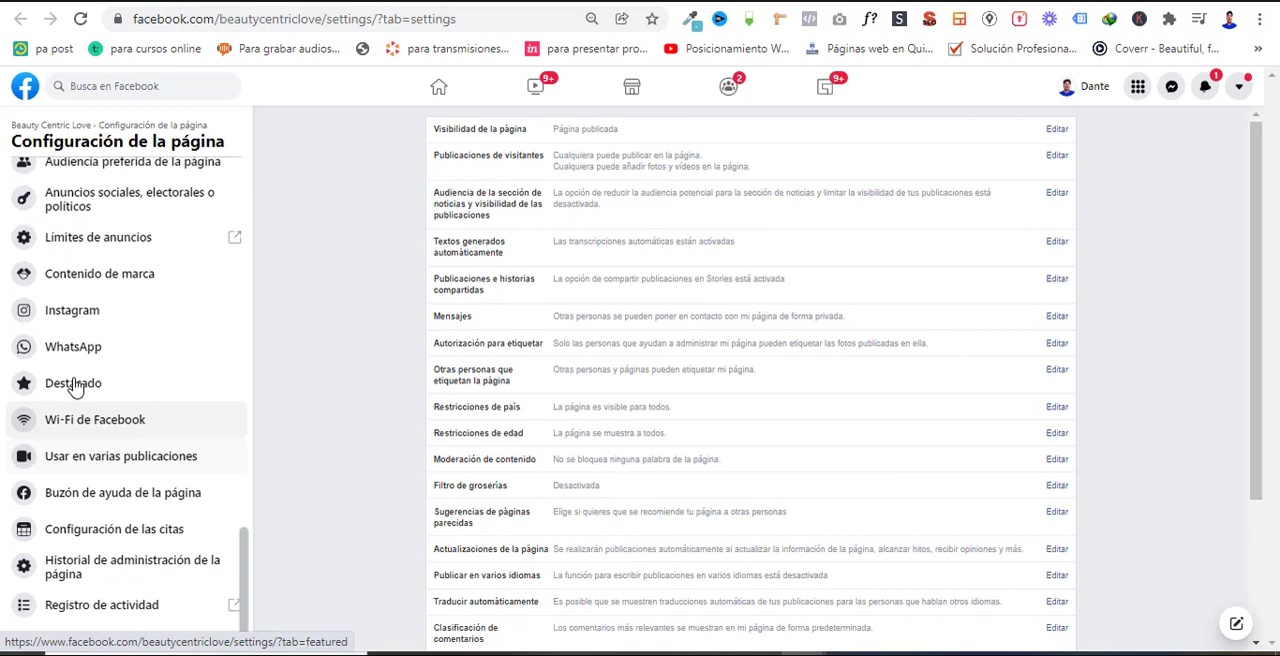 facebook.com/beautycentriclove/settings/?tab=settings
pa post
para cursos online
Para grabar audios...
para transmisiones...
para presentar pro...
Posicionamiento W...
Páginas web en Qui...
Solución Profesiona...
Coverr - Beautiful, f...
»
Busca en Facebook
9+
2
9+
Dante
1
Beauty Centric Love › Configuración de la página
Configuración de la página
Audiencia preferida de la página
Anuncios sociales, electorales o
políticos
Límites de anuncios
Contenido de marca
Instagram
WhatsApp
Destacado
Wi-Fi de Facebook
Usar en varias publicaciones
Buzón de ayuda de la página
Configuración de las citas
Historial de administración de la
página
Registro de actividad
https://www.facebook.com/beautycentriclove/settings/?tab=featured
Visibilidad de la página Página publicada Editar
Publicaciones de visitantes Cualquiera puede publicar en la página. Editar
Cualquiera puede añadir fotos y vídeos en la página.
Audiencia de la sección de La opción de reducir la audiencia potencial para la sección de noticias y limitar la visibilidad de tus publicaciones está Editar
noticias y visibilidad de las desactivada.
publicaciones
Textos generados Las transcripciones automáticas están activadas Editar
automáticamente
Publicaciones e historias La opción de compartir publicaciones en Stories está activada Editar
compartidas
Mensajes Otras personas se pueden poner en contacto con mi página de forma privada. Editar
Autorización para etiquetar Solo las personas que ayudan a administrar mi página pueden etiquetar las fotos publicadas en ella. Editar
Otras personas que Otras personas y páginas pueden etiquetar mi página. Editar
etiquetan la página
Restricciones de país La página es visible para todos. Editar
Restricciones de edad La página se muestra a todos. Editar
Moderación de contenido No se bloquea ninguna palabra de la página. Editar
Filtro de groserías Desactivada Editar
Sugerencias de páginas Elige si quieres que se recomiende tu página a otras personas Editar
parecidas
Actualizaciones de la página Se realizarán publicaciones automáticamente al actualizar la información de la página, alcanzar hitos, recibir opiniones y más. Editar
Publicar en varios idiomas La función para escribir publicaciones en varios idiomas está desactivada Editar
Traducir automáticamente Es posible que se muestren traducciones automáticas de tus publicaciones para las personas que hablan otros idiomas. Editar
Clasificación de Los comentarios más relevantes se muestran en mi página de forma predeterminada. Editar
comentarios